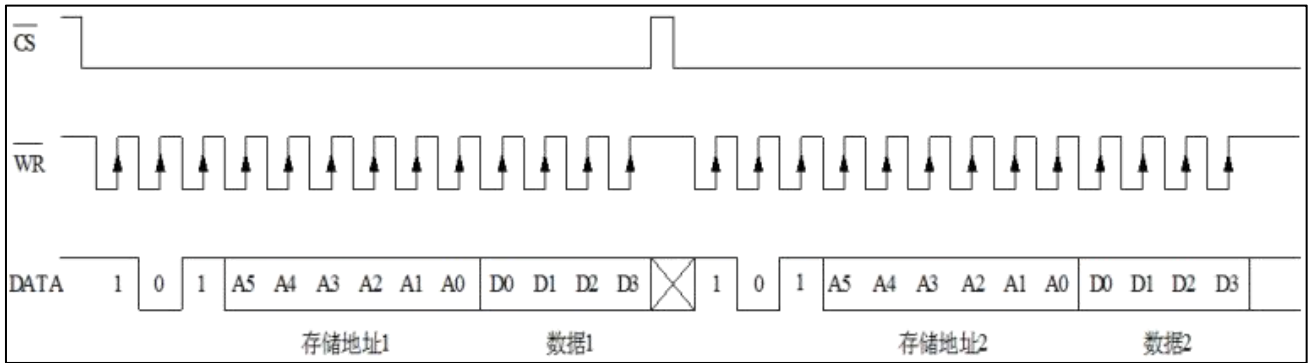 CS
WR
DATA 1 0 1 A5 A4 A3 A2 A1 A0 D0 D1 D2 D3 1 0 1 A5 A4 A3 A2 A1 A0 D0 D1 D2 D3
存储地址1 数据1 存储地址2 数据2